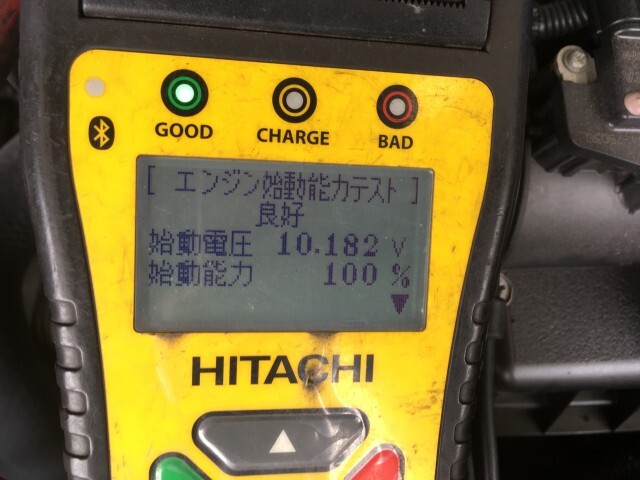 GOOD
CHARGE
BAD
[ エンジン始動能力テスト ]
良好
始動電圧 10.182 V
始動能力 100 %
▼
HITACHI
▲